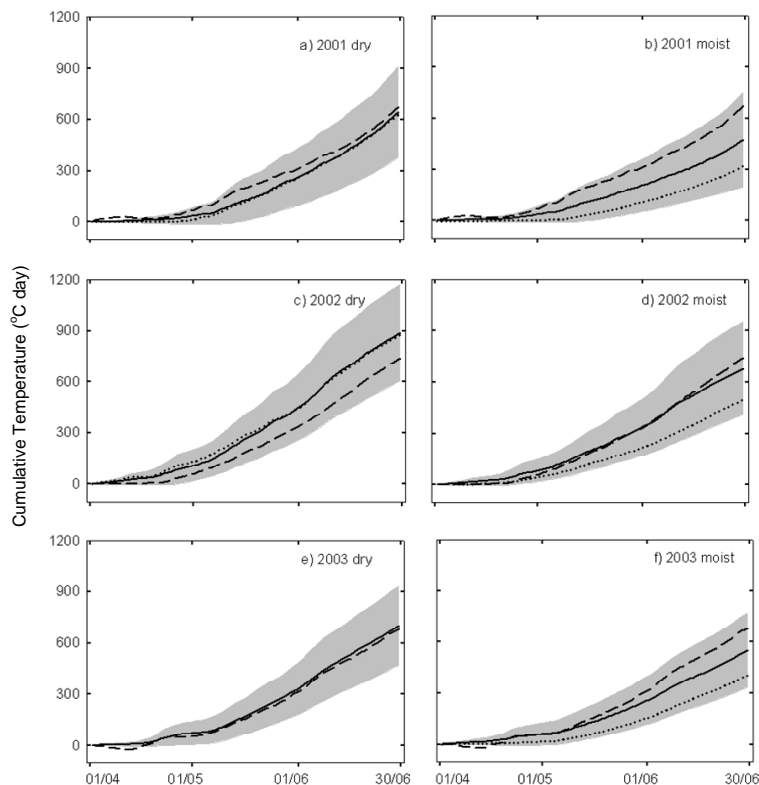 1200
900
600
300
0
a) 2001 dry
b) 2001 moist
1200
900
600
300
0
c) 2002 dry
d) 2002 moist
Cumulative Temperature (°C day)
1200
900
600
300
0
e) 2003 dry
f) 2003 moist
01/04 01/05 01/06 30/06
01/04 01/05 01/06 30/06